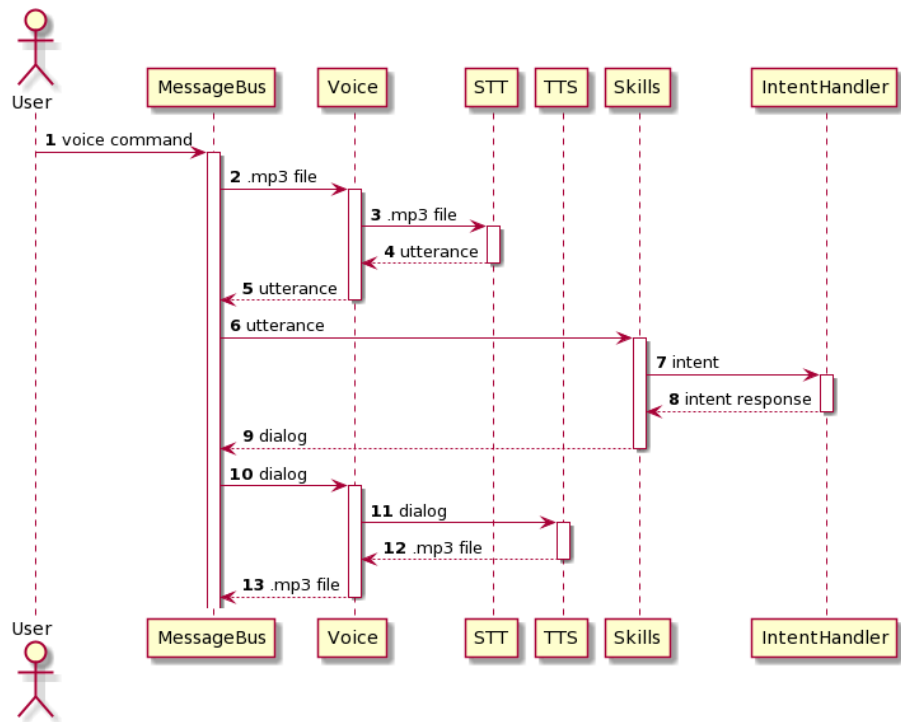 User
MessageBus
Voice
STT
TTS
Skills
IntentHandler
1 voice command
2 .mp3 file
3 .mp3 file
4 utterance
5 utterance
6 utterance
7 intent
8 intent response
9 dialog
10 dialog
11 dialog
12 .mp3 file
13 .mp3 file
User
MessageBus
Voice
STT
TTS
Skills
IntentHandler